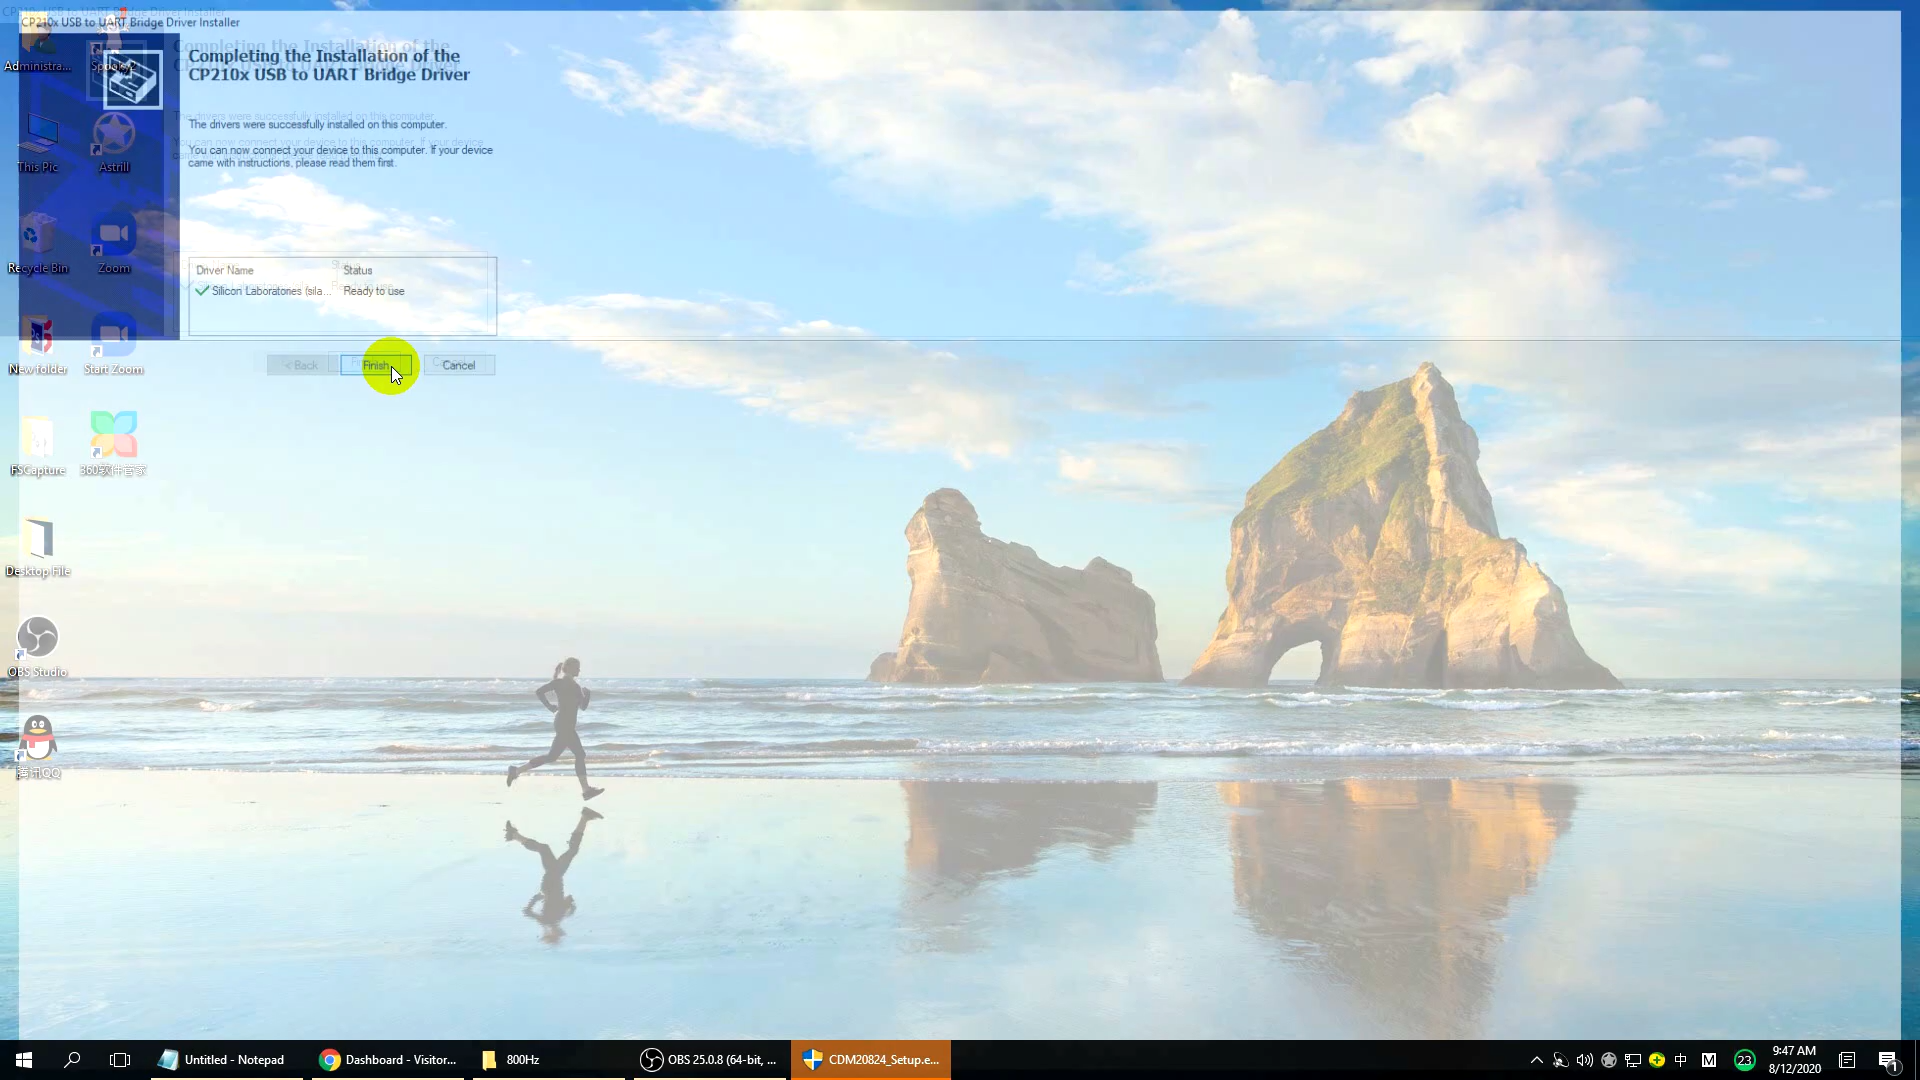 CP210x USB to UART Bridge Driver Installer
Completing the Installation of the
CP210x USB to UART Bridge Driver
The drivers were successfully installed on this computer.
You can now connect your device to this computer. If your device
came with instructions, please read them first.
Driver Name
Status
Silicon Laboratories (sila...
Ready to use
< Back
Finish
Cancel
Administra...
This Pic
Astrill
Recycle Bin
Zoom
New folder
Start Zoom
FSCapture
360软件管家
Desktop File
OBS Studio
腾讯QQ
Untitled - Notepad
Dashboard - Visitor...
800Hz
OBS 25.0.8 (64-bit, ...
CDM20824_Setup.e...
中
M
23
9:47 AM
8/12/2020
1